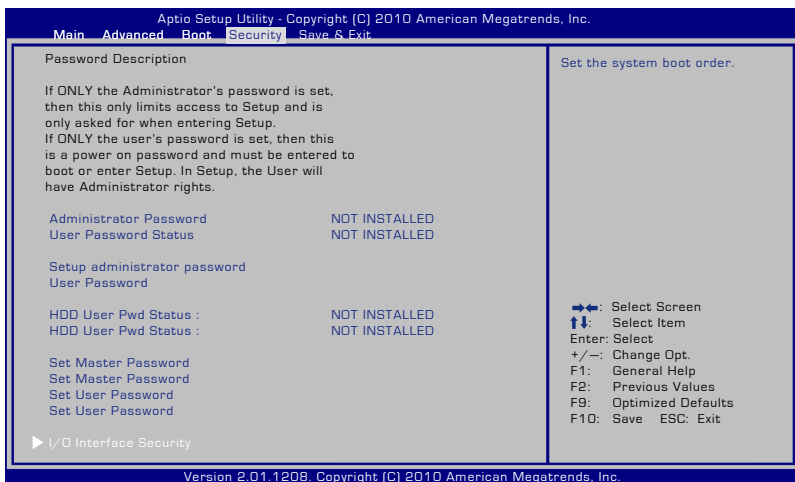 Aptio Setup Utility - Copyright (C) 2010 American Megatrends, Inc.
Main Advanced Boot Security Save & Exit
Password Description
If ONLY the Administrator's password is set,
then this only limits access to Setup and is
only asked for when entering Setup.
If ONLY the user's password is set, then this
is a power on password and must be entered to
boot or enter Setup. In Setup, the User will
have Administrator rights.
Administrator Password NOT INSTALLED
User Password Status NOT INSTALLED
Setup administrator password
User Password
HDD User Pwd Status : NOT INSTALLED
HDD User Pwd Status : NOT INSTALLED
Set Master Password
Set Master Password
Set User Password
Set User Password
I/O Interface Security
Set the system boot order.
➡⬅: Select Screen
⬆⬇: Select Item
Enter: Select
+/—: Change Opt.
F1: General Help
F2: Previous Values
F9: Optimized Defaults
F10: Save ESC: Exit
Version 2.01.1208. Copyright (C) 2010 American Megatrends, Inc.